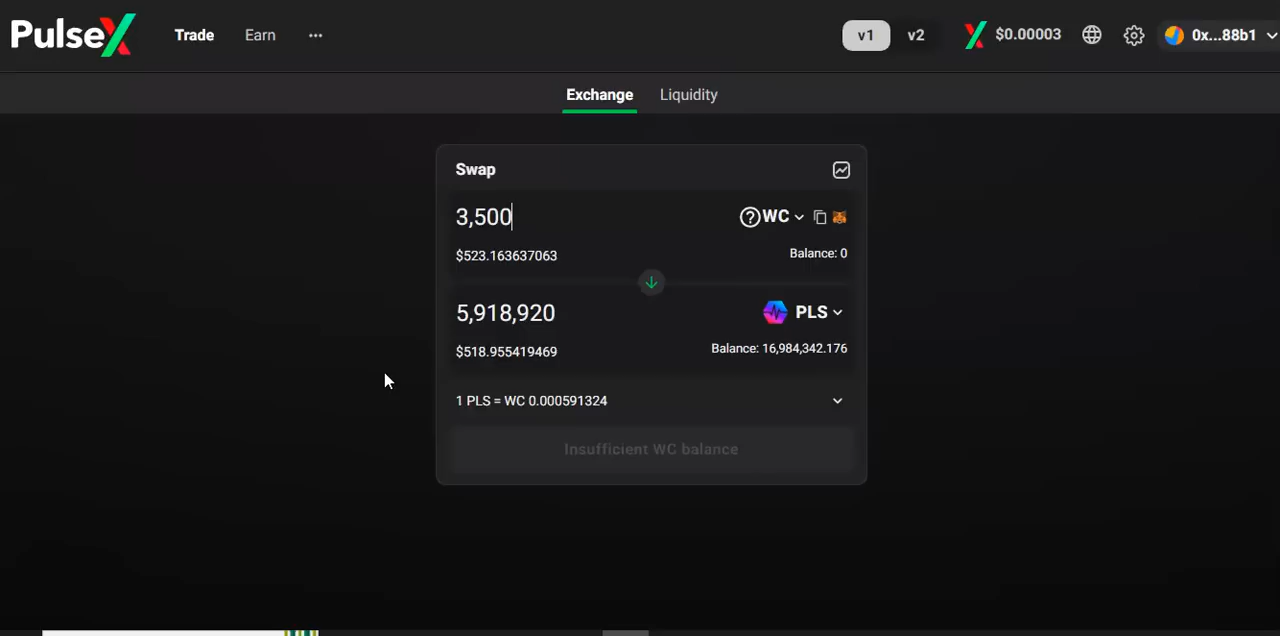 PulseX Trade Earn ... v1 v2 $0.00003 0x...88b1
Exchange Liquidity
Swap
3,500 WC
$523.163637063 Balance: 0
5,918,920 PLS
$518.955419469 Balance: 16,984,342.176
1 PLS = WC 0.000591324
Insufficient WC balance